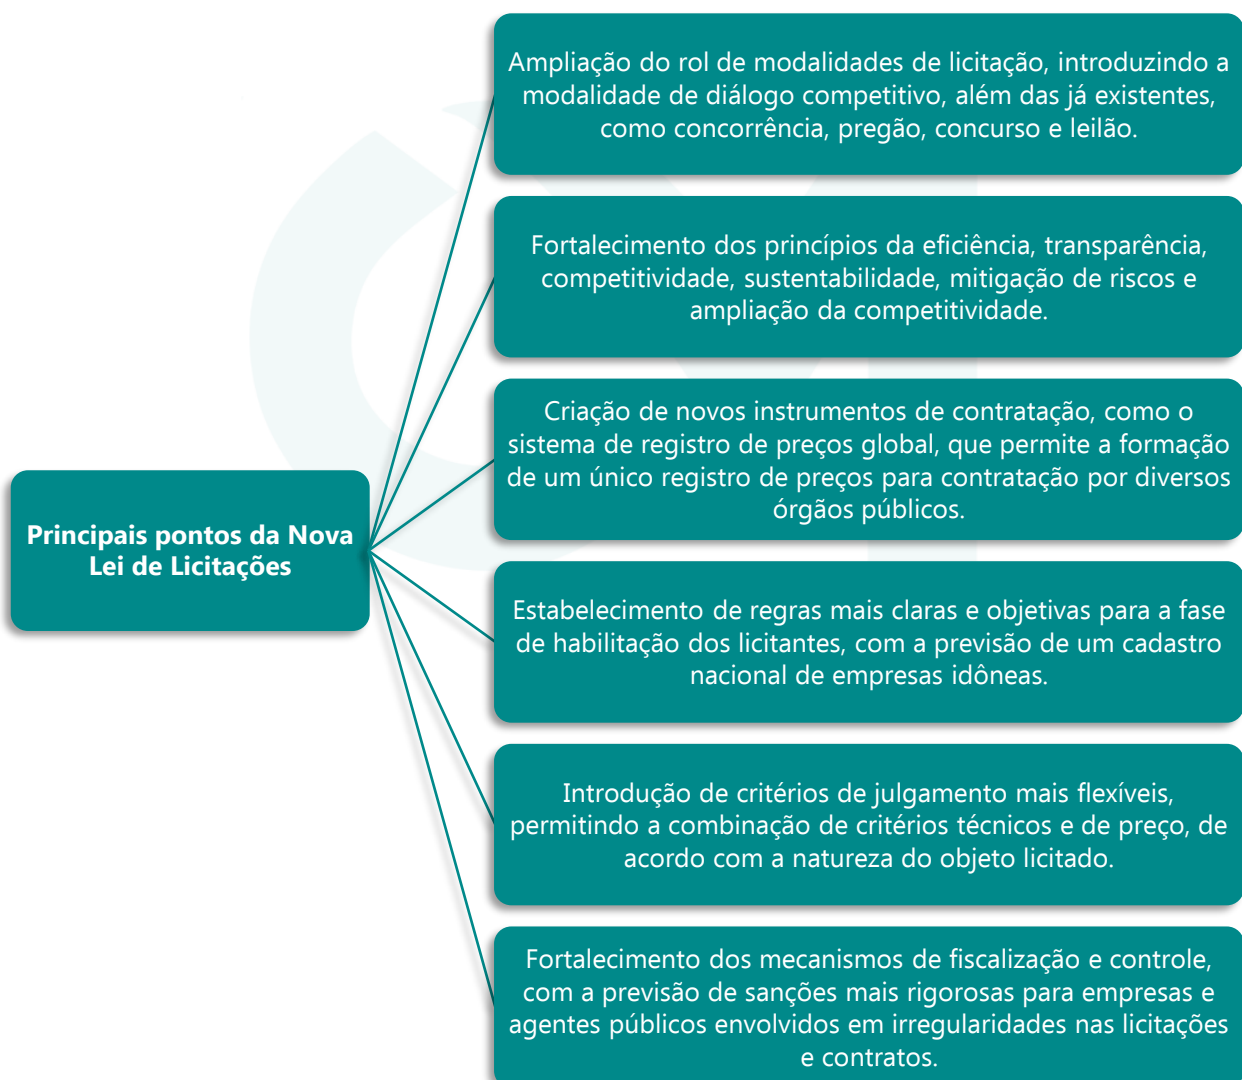 Ampliação do rol de modalidades de licitação, introduzindo a
modalidade de diálogo competitivo, além das já existentes,
como concorrência, pregão, concurso e leilão.
Fortalecimento dos princípios da eficiência, transparência,
competitividade, sustentabilidade, mitigação de riscos e
ampliação da competitividade.
Criação de novos instrumentos de contratação, como o
sistema de registro de preços global, que permite a formação
de um único registro de preços para contratação por diversos
órgãos públicos.
Principais pontos da Nova
Lei de Licitações
Estabelecimento de regras mais claras e objetivas para a fase
de habilitação dos licitantes, com a previsão de um cadastro
nacional de empresas idôneas.
Introdução de critérios de julgamento mais flexíveis,
permitindo a combinação de critérios técnicos e de preço, de
acordo com a natureza do objeto licitado.
Fortalecimento dos mecanismos de fiscalização e controle,
com a previsão de sanções mais rigorosas para empresas e
agentes públicos envolvidos em irregularidades nas licitações
e contratos.